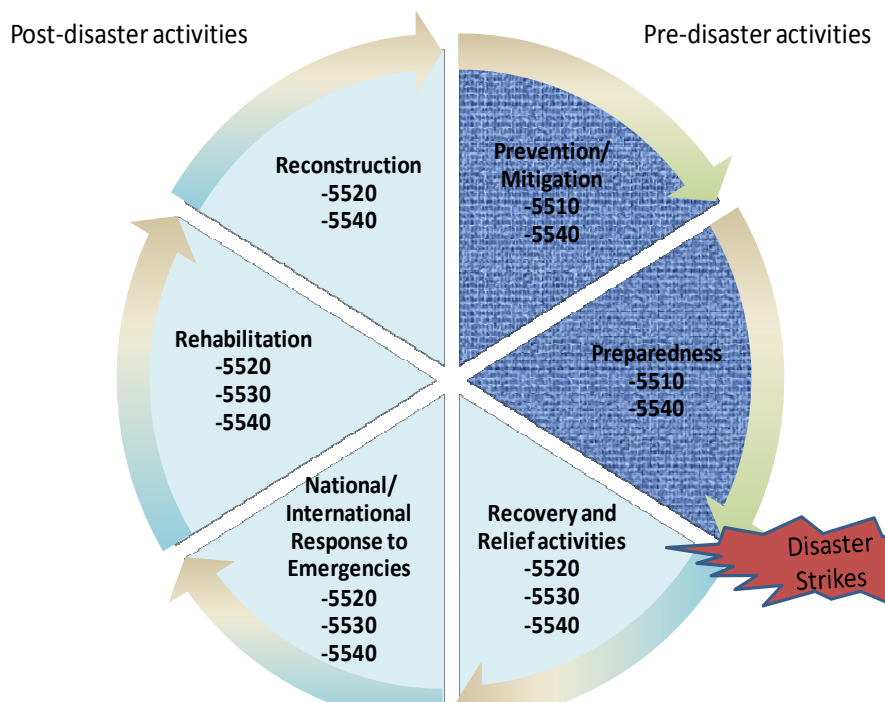 Post-disaster activities
Pre-disaster activities
Prevention/
Mitigation
-5510
-5540
Preparedness
-5510
-5540
Disaster
Strikes
Recovery and
Relief activities
-5520
-5530
-5540
National/
International
Response to
Emergencies
-5520
-5530
-5540
Rehabilitation
-5520
-5530
-5540
Reconstruction
-5520
-5540